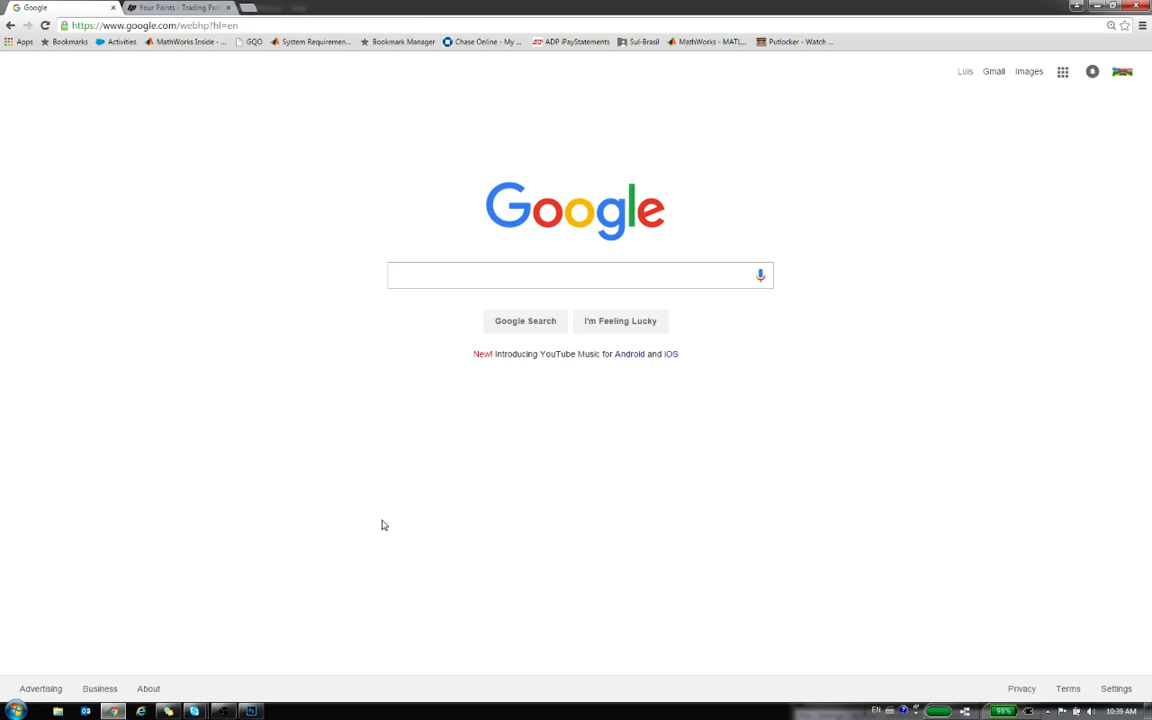 Google
Your Paints - Trading Pain
https://www.google.com/webhp?hl=en
Apps Bookmarks Activities MathWorks Inside - ... GQO System Requiremen... Bookmark Manager Chase Online - My ... ADP iPayStatements Sul-Brasil MathWorks - MATL... Putlocker - Watch ...
Luis Gmail Images
Google
Google Search I'm Feeling Lucky
New! Introducing YouTube Music for Android and iOS
Advertising Business About Privacy Terms Settings
EN 98% 10:39 AM